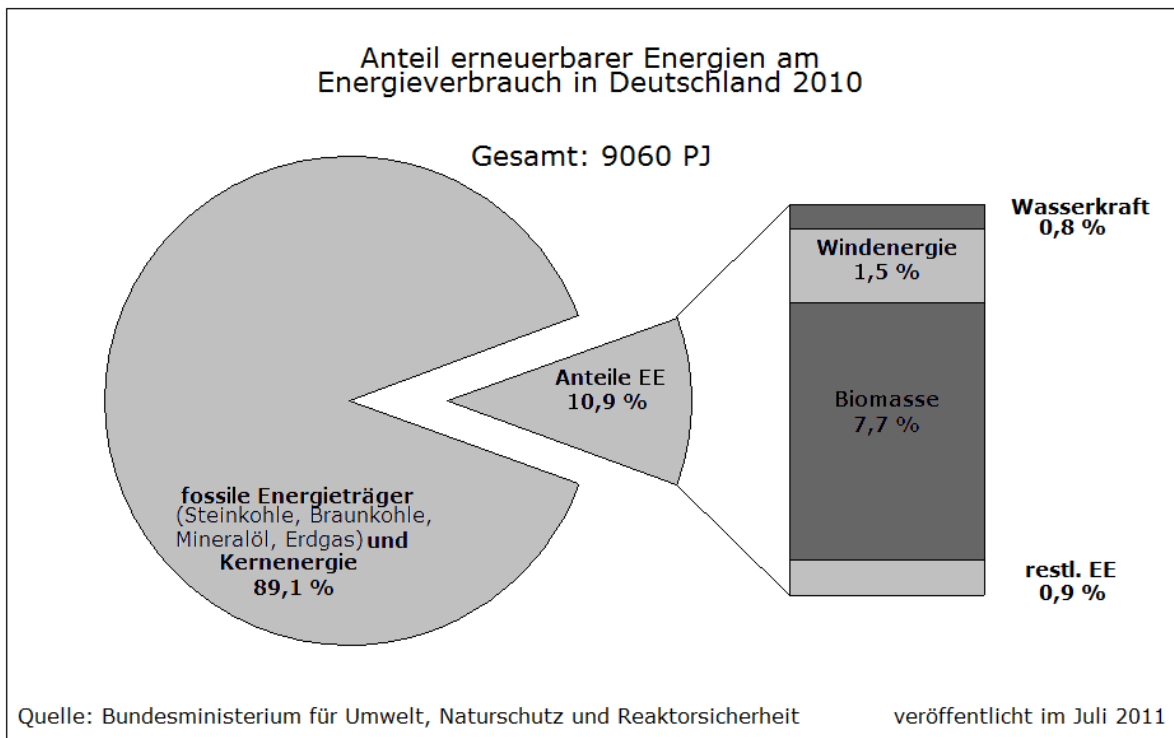 Anteil erneuerbarer Energien am
Energieverbrauch in Deutschland 2010
Gesamt: 9060 PJ
Wasserkraft
0,8 %
Windenergie
1,5 %
Anteile EE
10,9 %
Biomasse
7,7 %
fossile Energieträger
(Steinkohle, Braunkohle,
Mineralöl, Erdgas) und
Kernenergie
89,1 %
restl. EE
0,9 %
Quelle: Bundesministerium für Umwelt, Naturschutz und Reaktorsicherheit
veröffentlicht im Juli 2011